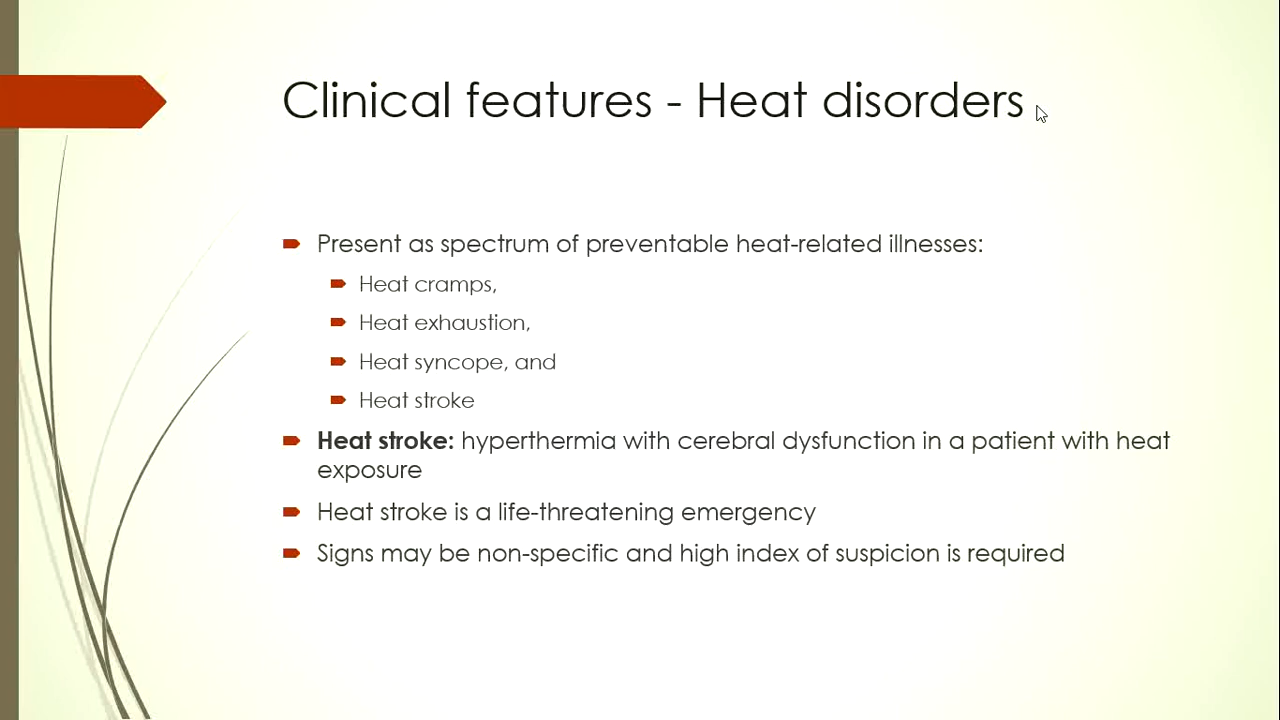 Clinical features - Heat disorders
Present as spectrum of preventable heat-related illnesses:
Heat cramps,
Heat exhaustion,
Heat syncope, and
Heat stroke
Heat stroke: hyperthermia with cerebral dysfunction in a patient with heat
exposure
Heat stroke is a life-threatening emergency
Signs may be non-specific and high index of suspicion is required